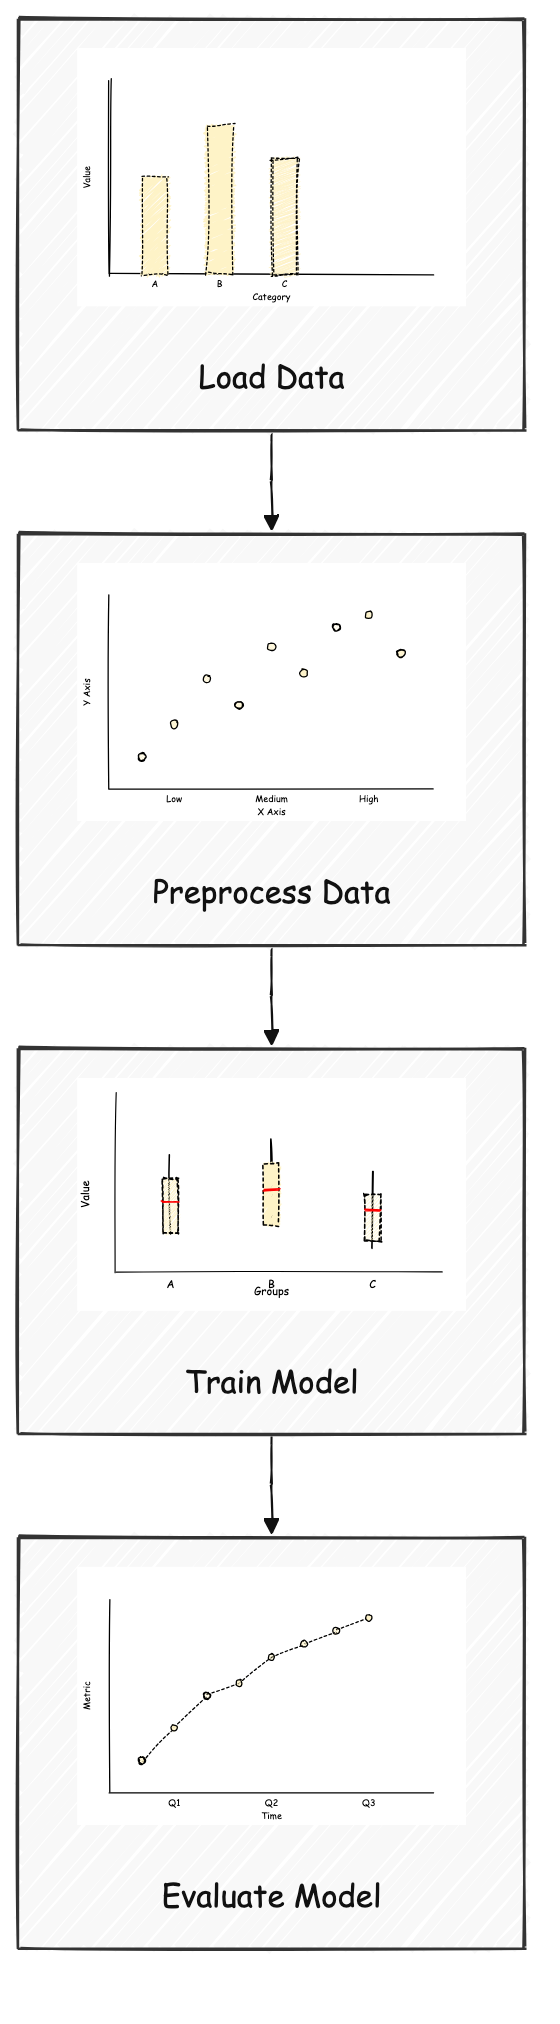 Value
A B C
Category
Load Data
Y Axis
Low Medium High
X Axis
Preprocess Data
Value
A B C
Groups
Train Model
Metric
Q1 Q2 Q3
Time
Evaluate Model